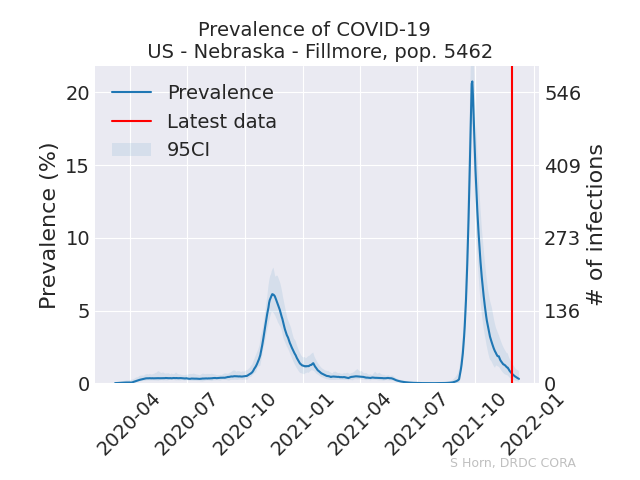 Prevalence of COVID-19
US - Nebraska - Fillmore, pop. 5462
Prevalence
Latest data
95CI
Prevalence (%)
20
15
10
5
0
# of infections
546
409
273
136
0
2020-04
2020-07
2020-10
2021-01
2021-04
2021-07
2021-10
2022-01
S Horn, DRDC CORA